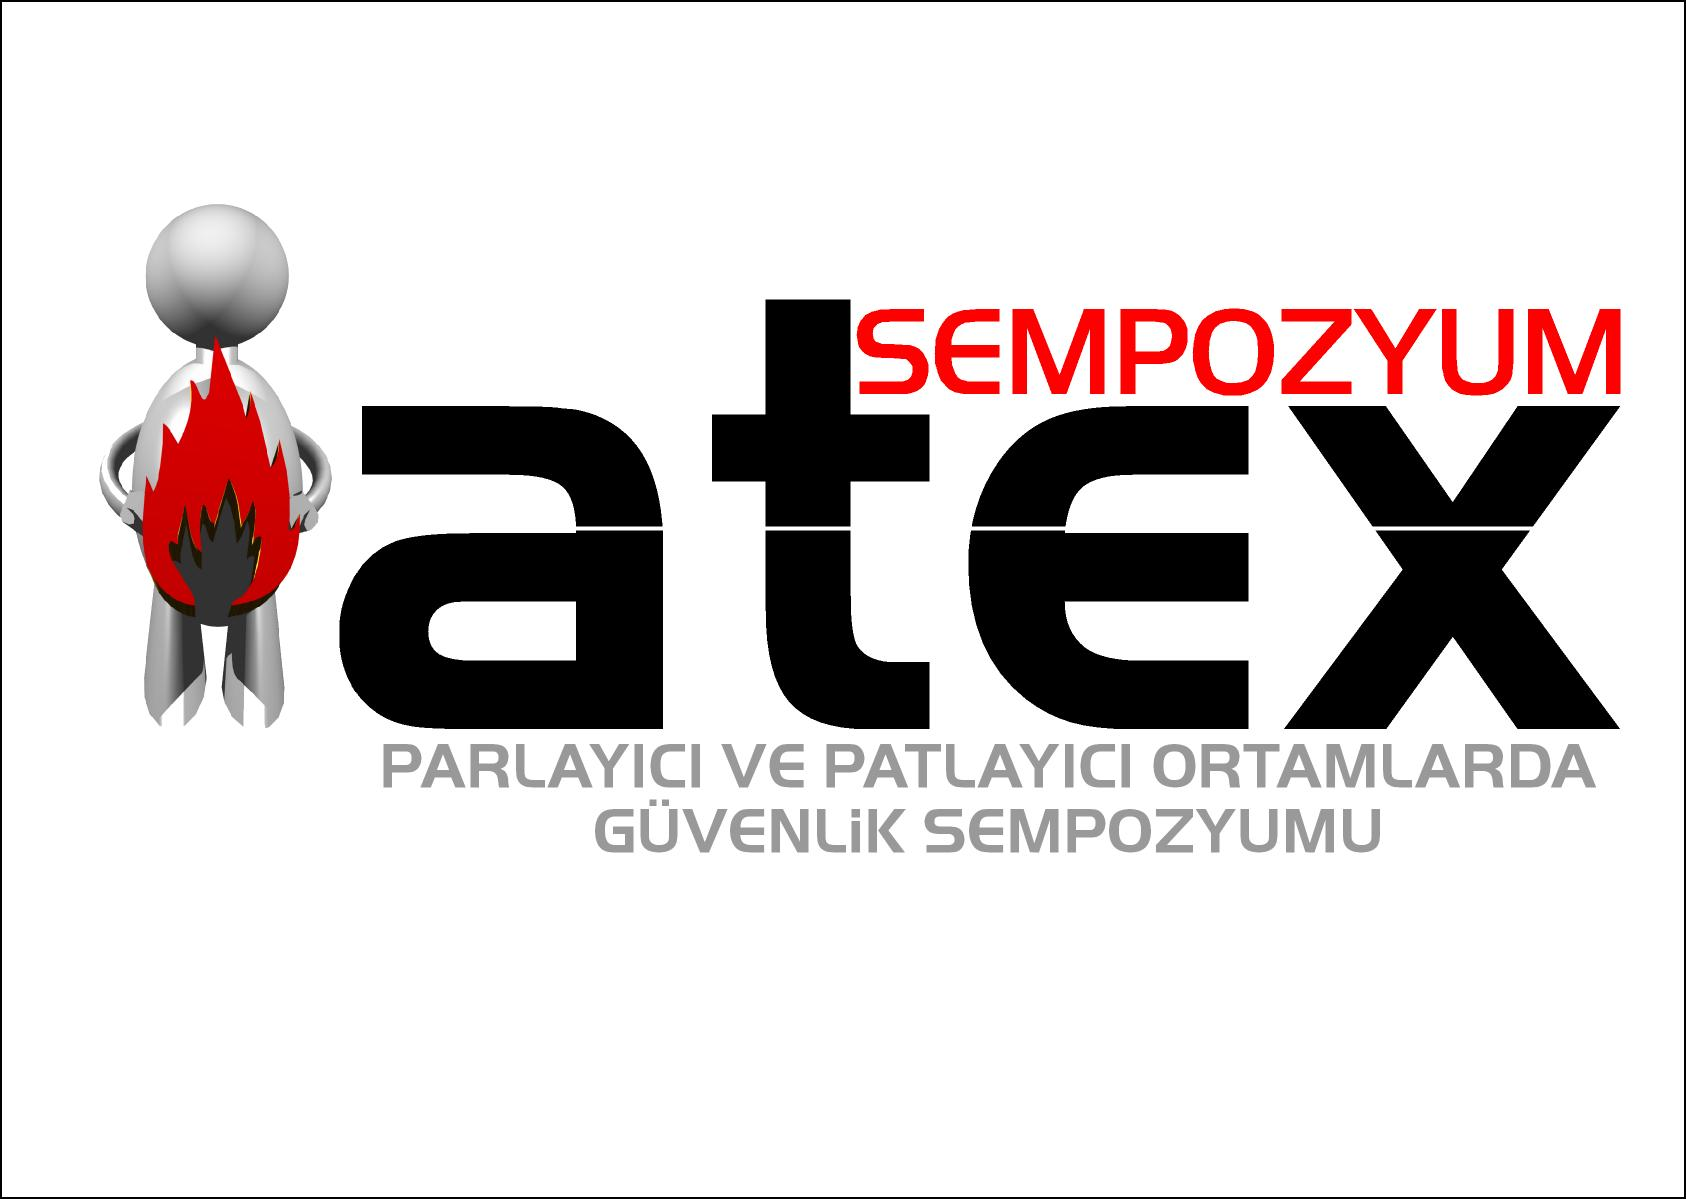 SEMPOZYUM
atex
PARLAYICI VE PATLAYICI ORTAMLARDA
GÜVENLiK SEMPOZYUMU